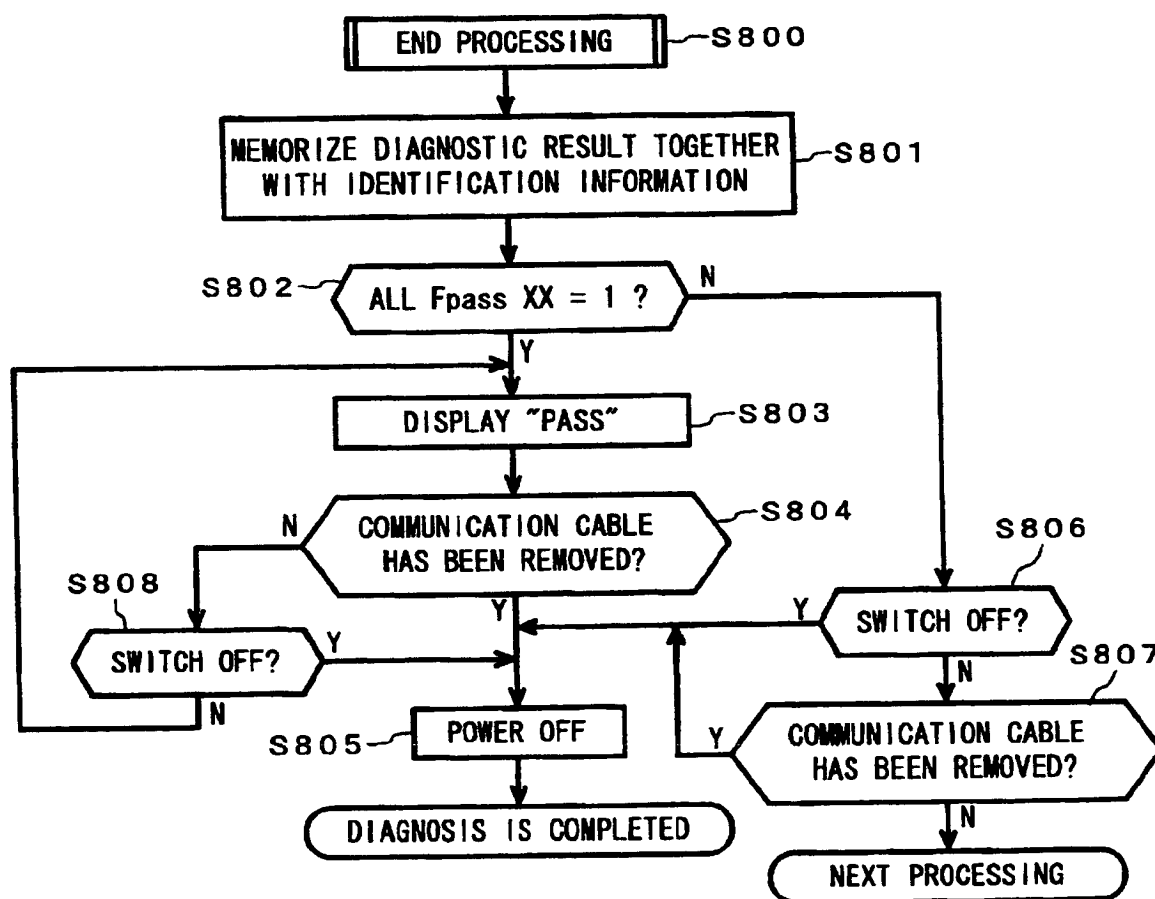 END PROCESSING
S800
MEMORIZE DIAGNOSTIC RESULT TOGETHER
WITH IDENTIFICATION INFORMATION
S801
S802
ALL Fpass XX = 1 ?
N
Y
DISPLAY "PASS"
S803
N
COMMUNICATION CABLE
HAS BEEN REMOVED?
S804
S806
S808
Y
Y
SWITCH OFF?
SWITCH OFF?
Y
S807
N
N
S805
POWER OFF
Y
COMMUNICATION CABLE
HAS BEEN REMOVED?
N
DIAGNOSIS IS COMPLETED
NEXT PROCESSING